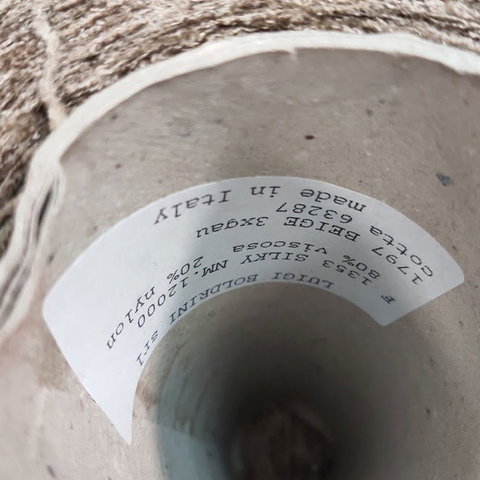 LUIGI BOLDRINI srl
F 1353 SILKY NM.12000
80% viscosa 20% nylon
1797 BEIGE 3xgau
cotta 63287
made in Italy